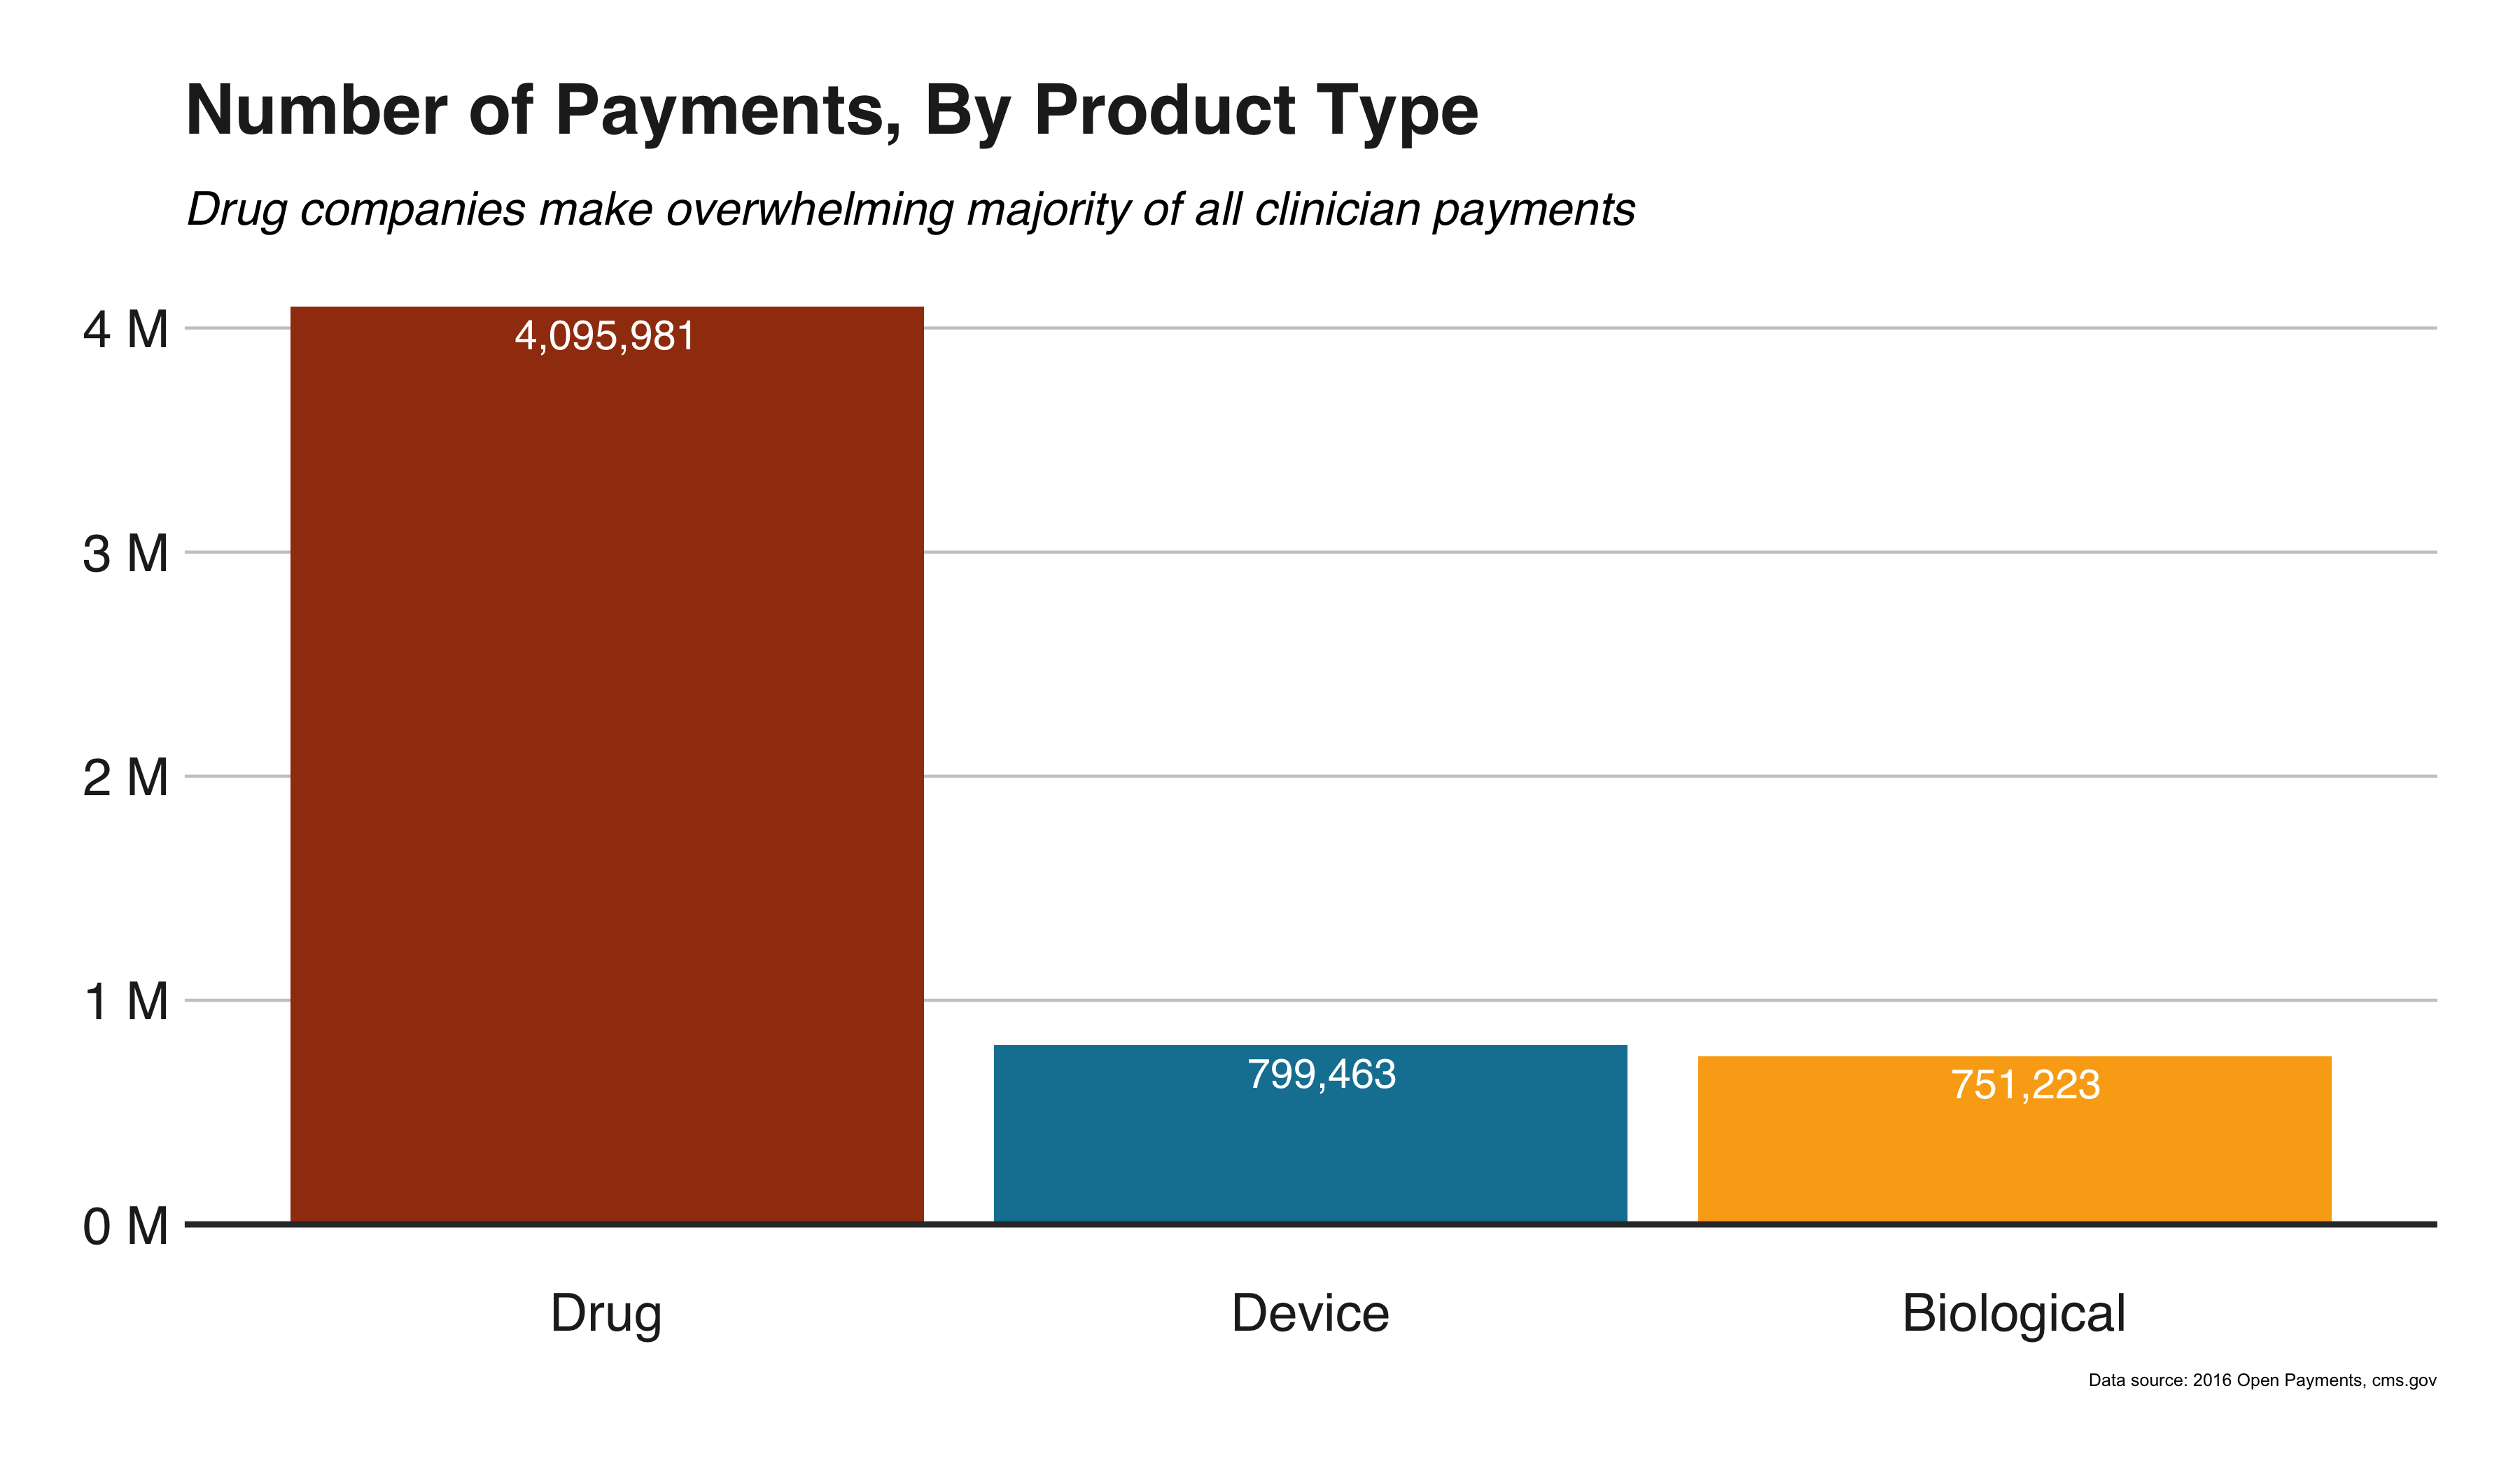 Number of Payments, By Product Type
Drug companies make overwhelming majority of all clinician payments
4 M
3 M
2 M
1 M
0 M
4,095,981
799,463
751,223
Drug
Device
Biological
Data source: 2016 Open Payments, cms.gov